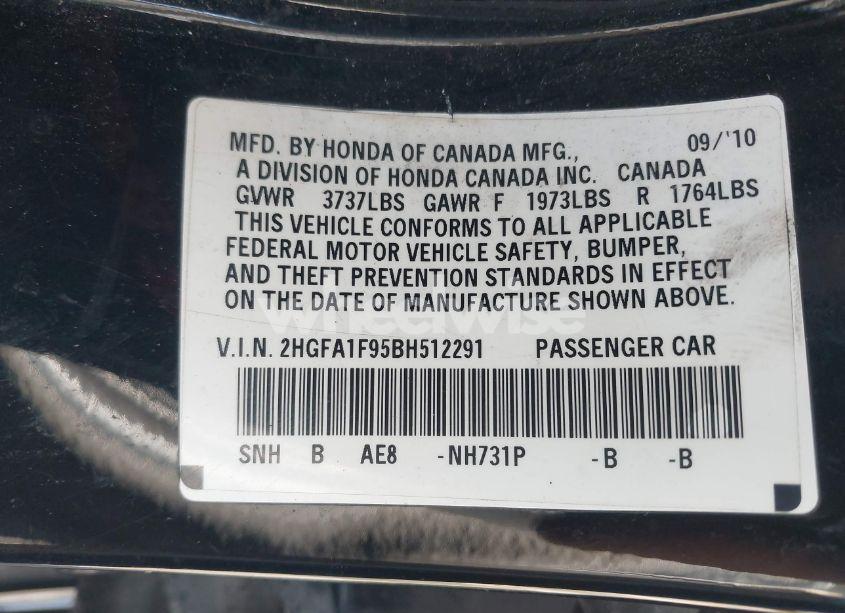 MFD. BY HONDA OF CANADA MFG., 09/'10
A DIVISION OF HONDA CANADA INC. CANADA
GVWR 3737LBS GAWR F 1973LBS R 1764LBS
THIS VEHICLE CONFORMS TO ALL APPLICABLE
FEDERAL MOTOR VEHICLE SAFETY, BUMPER,
AND THEFT PREVENTION STANDARDS IN EFFECT
ON THE DATE OF MANUFACTURE SHOWN ABOVE.
Wheelwise
V.I.N. 2HGFA1F95BH512291 PASSENGER CAR
SNH B AE8 -NH731P -B -B